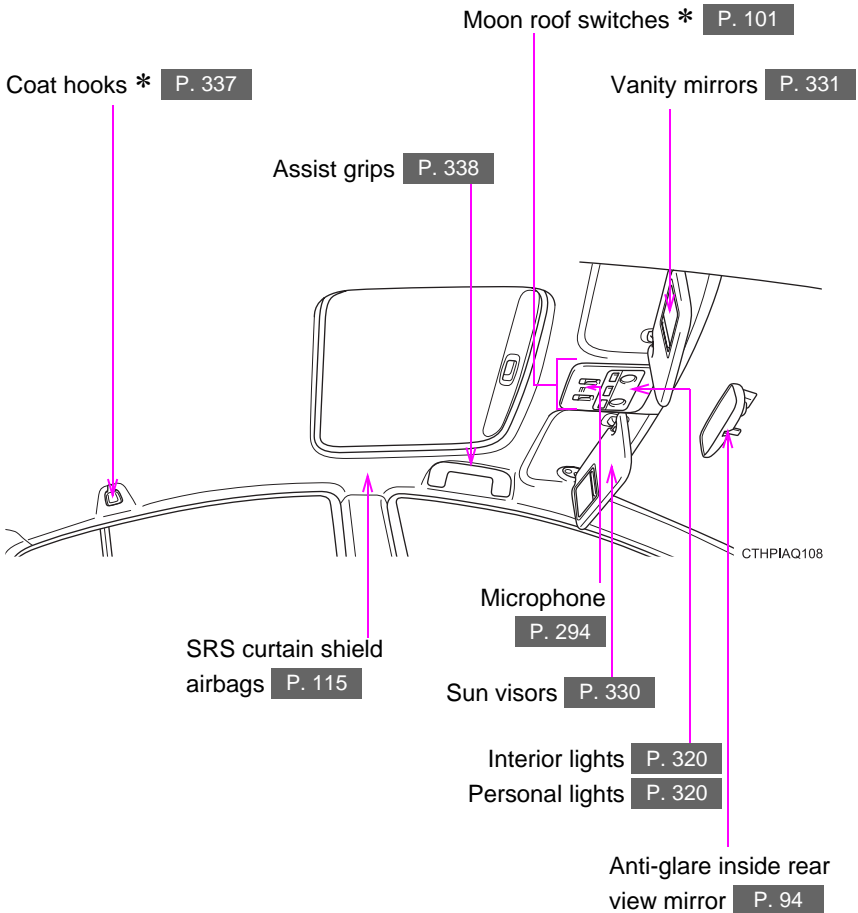 Moon roof switches * P. 101
Coat hooks * P. 337
Vanity mirrors P. 331
Assist grips P. 338
CTHPIAQ108
Microphone
P. 294
SRS curtain shield
airbags P. 115
Sun visors P. 330
Interior lights P. 320
Personal lights P. 320
Anti-glare inside rear
view mirror P. 94